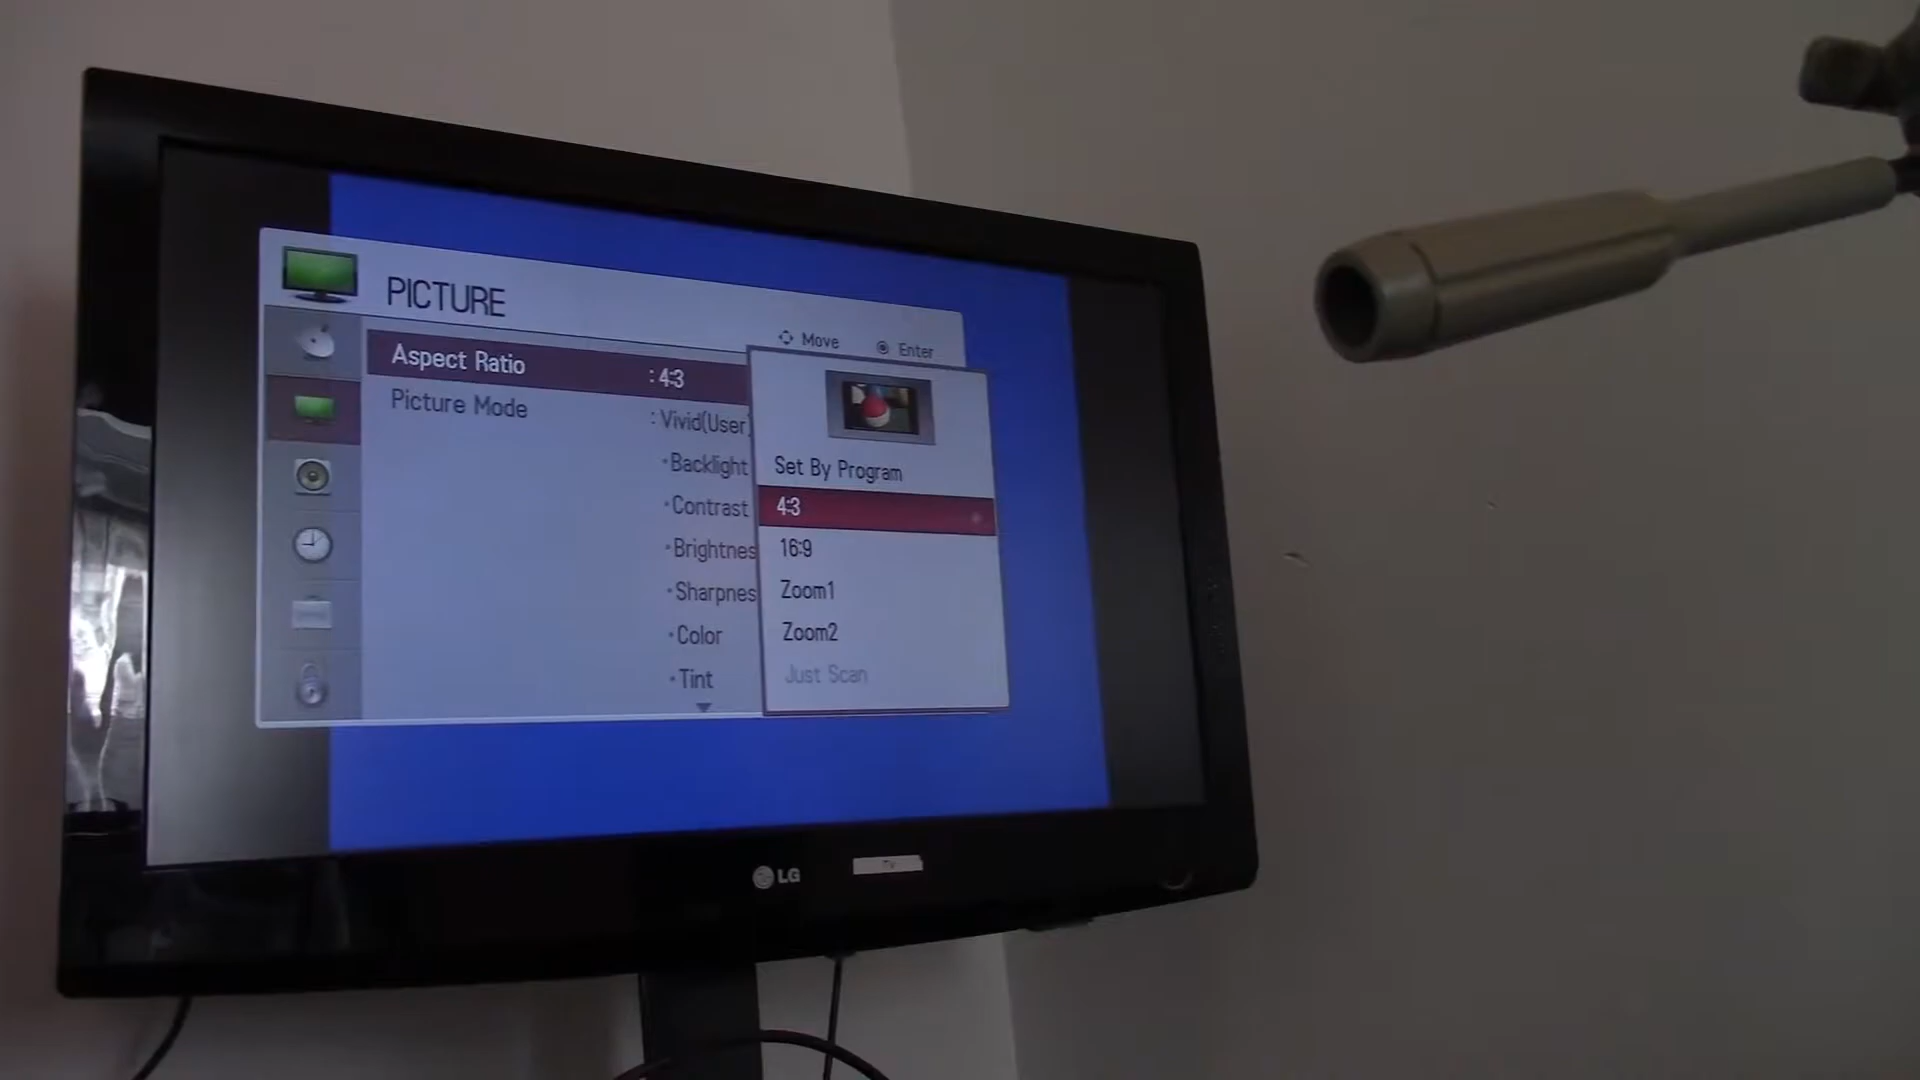 PICTURE
Move Enter
Aspect Ratio : 4:3
Picture Mode : Vivid(User
•Backlight
•Contrast
•Brightnes
•Sharpnes
•Color
•Tint
Set By Program
4:3
16:9
Zoom1
Zoom2
Just Scan
LG
TV